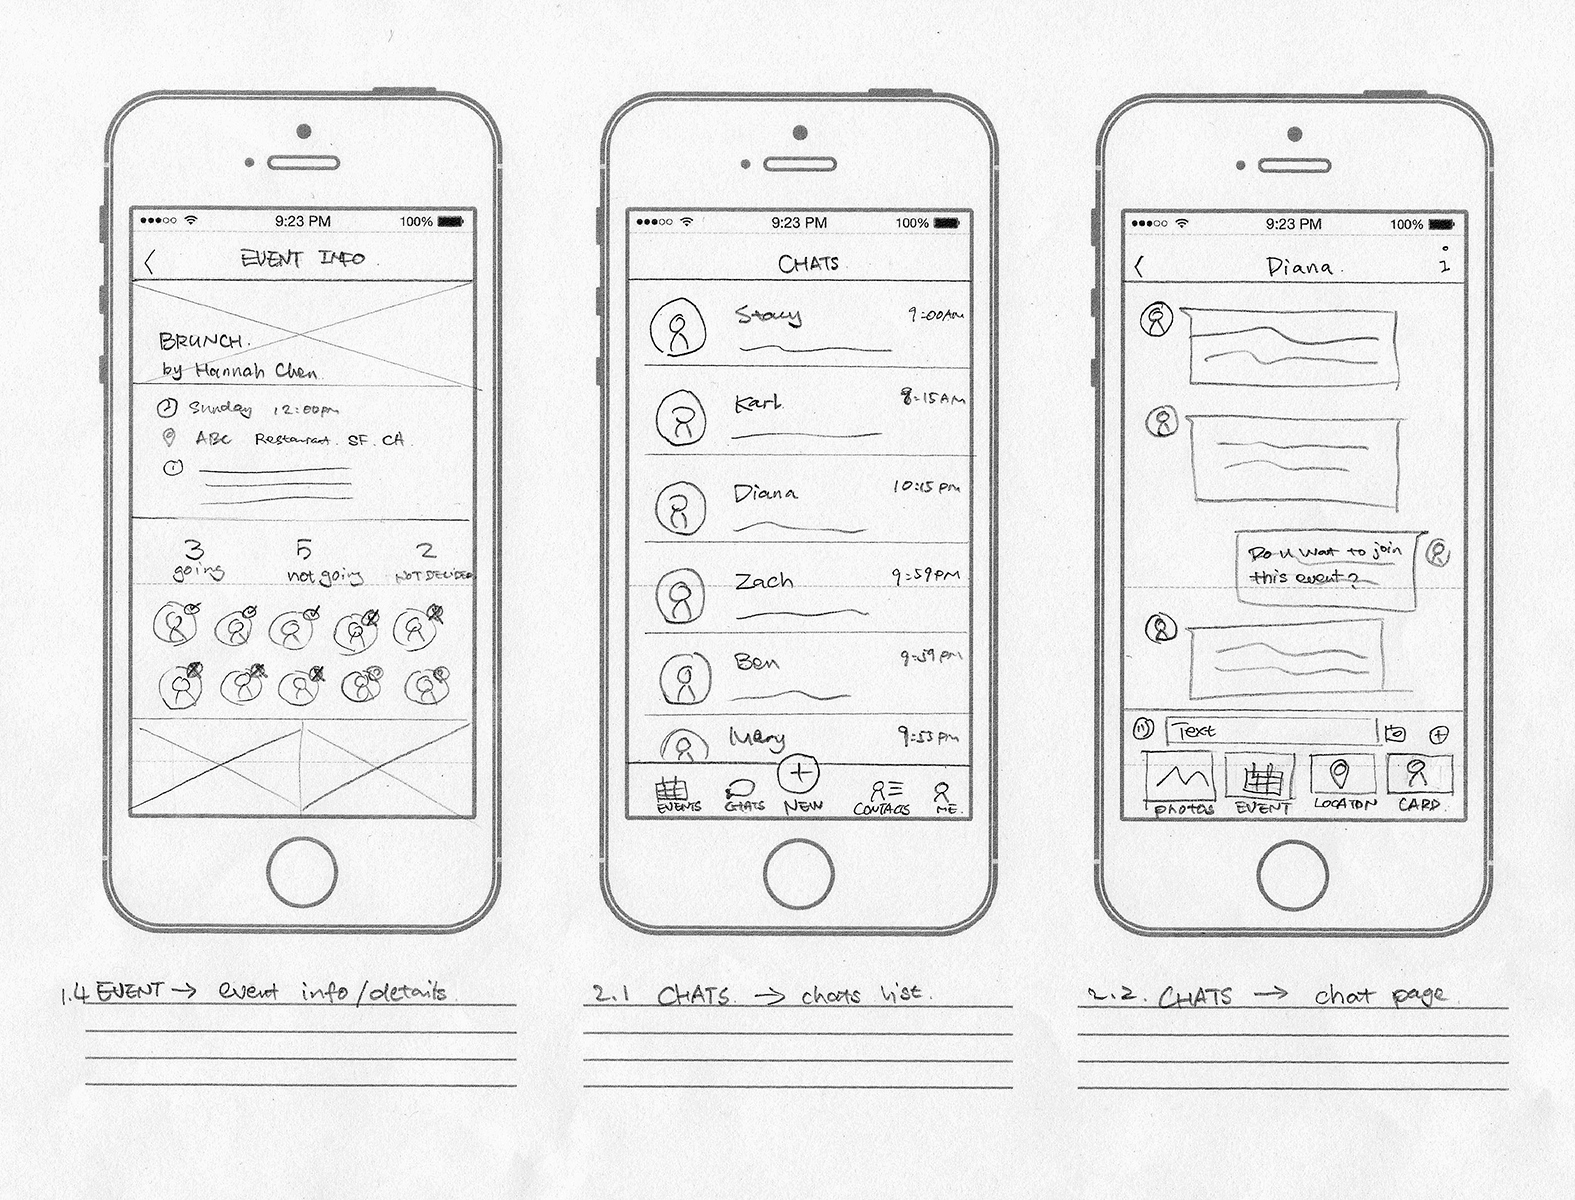 9:23 PM 100%
EVENT INFO
BRUNCH.
by Hannah Chen
Sunday 12:00pm
ABC Restaurant. SF. CA.
3 5 2
going not going NOT DECIDED
1.4 EVENT → event info/details
9:23 PM 100%
CHATS
Stacy 9:00AM
Karl 8:15AM
Diana 10:15pm
Zach 9:59PM
Ben 9:59PM
Mary 9:53pm
EVENTS CHATS NEW CONTACTS ME.
2.1 CHATS. → chats list.
9:23 PM 100%
Diana.
Do u wat to join
this event?
Text
photos EVENT LOCATON CARD.
2.2. CHATS → chat page.